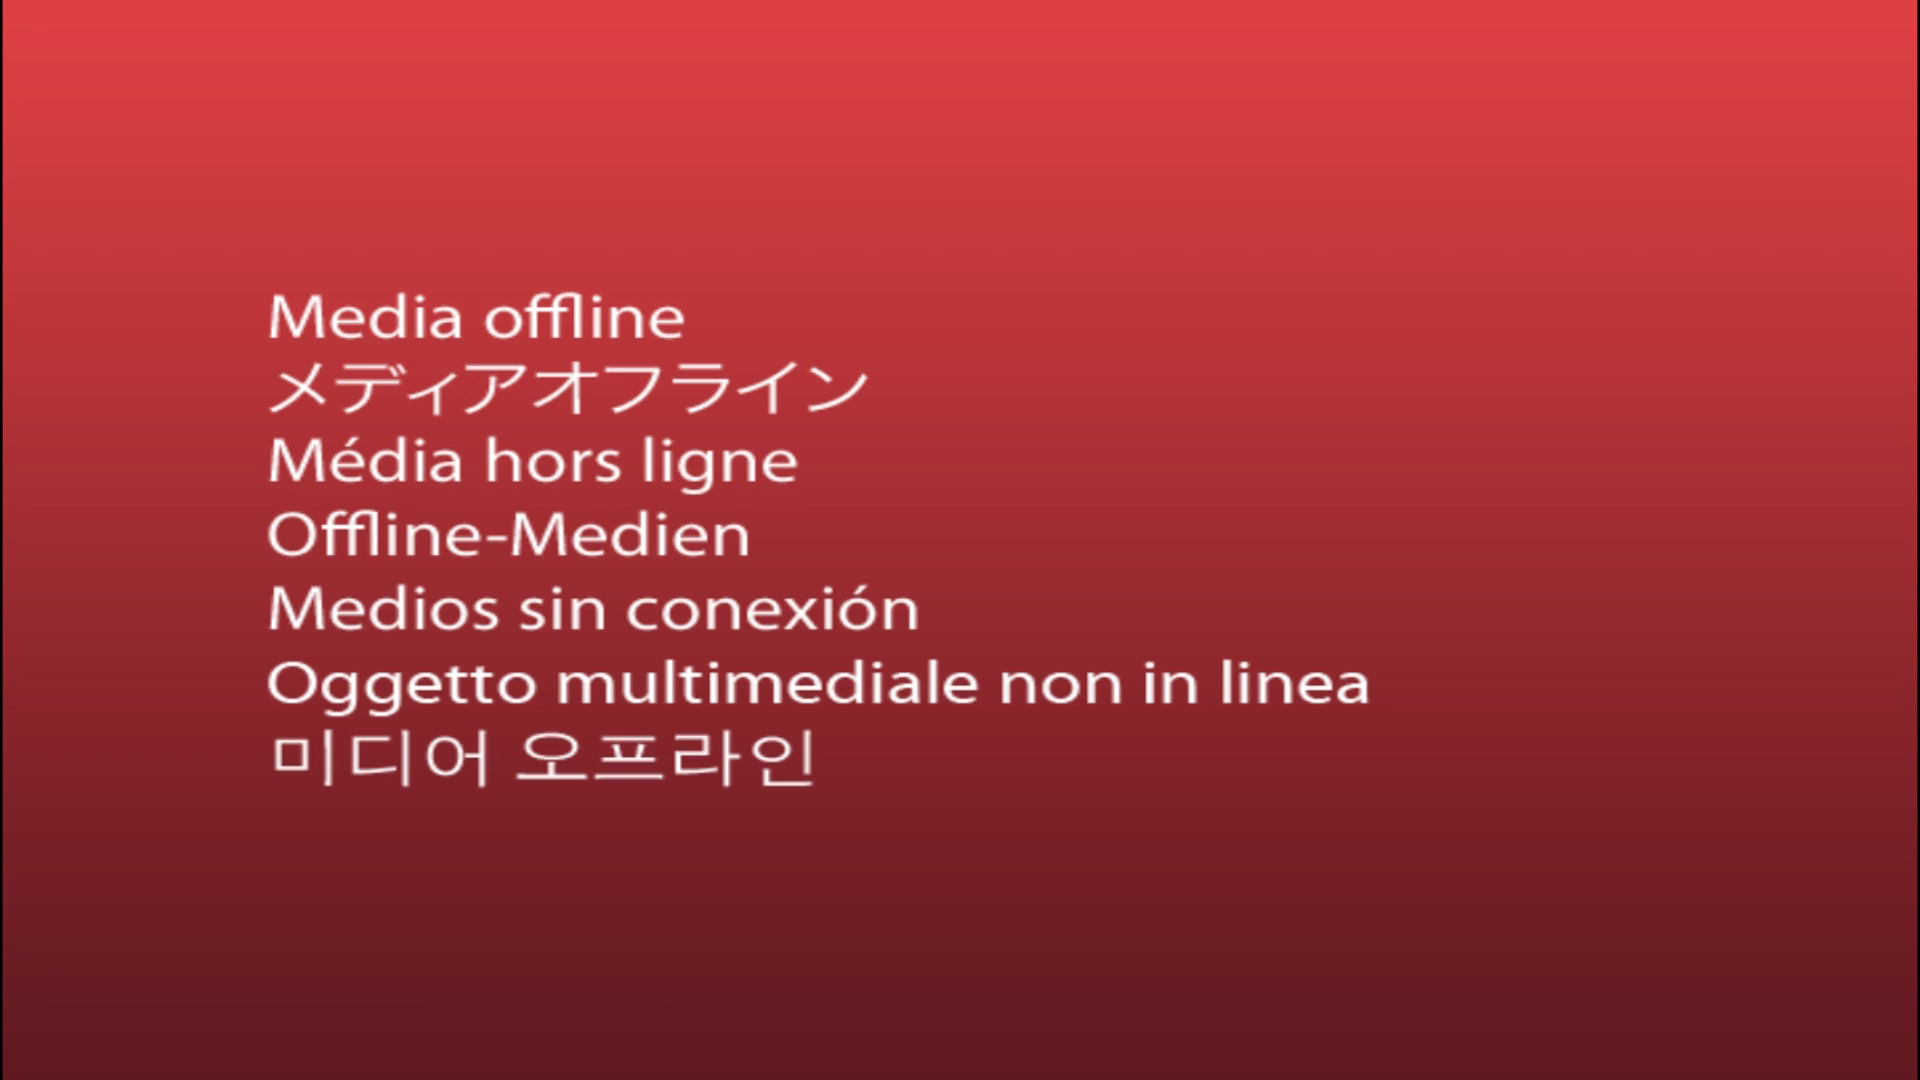 Media offline
メディアオフライン
Média hors ligne
Offline-Medien
Medios sin conexión
Oggetto multimediale non in linea
미디어 오프라인